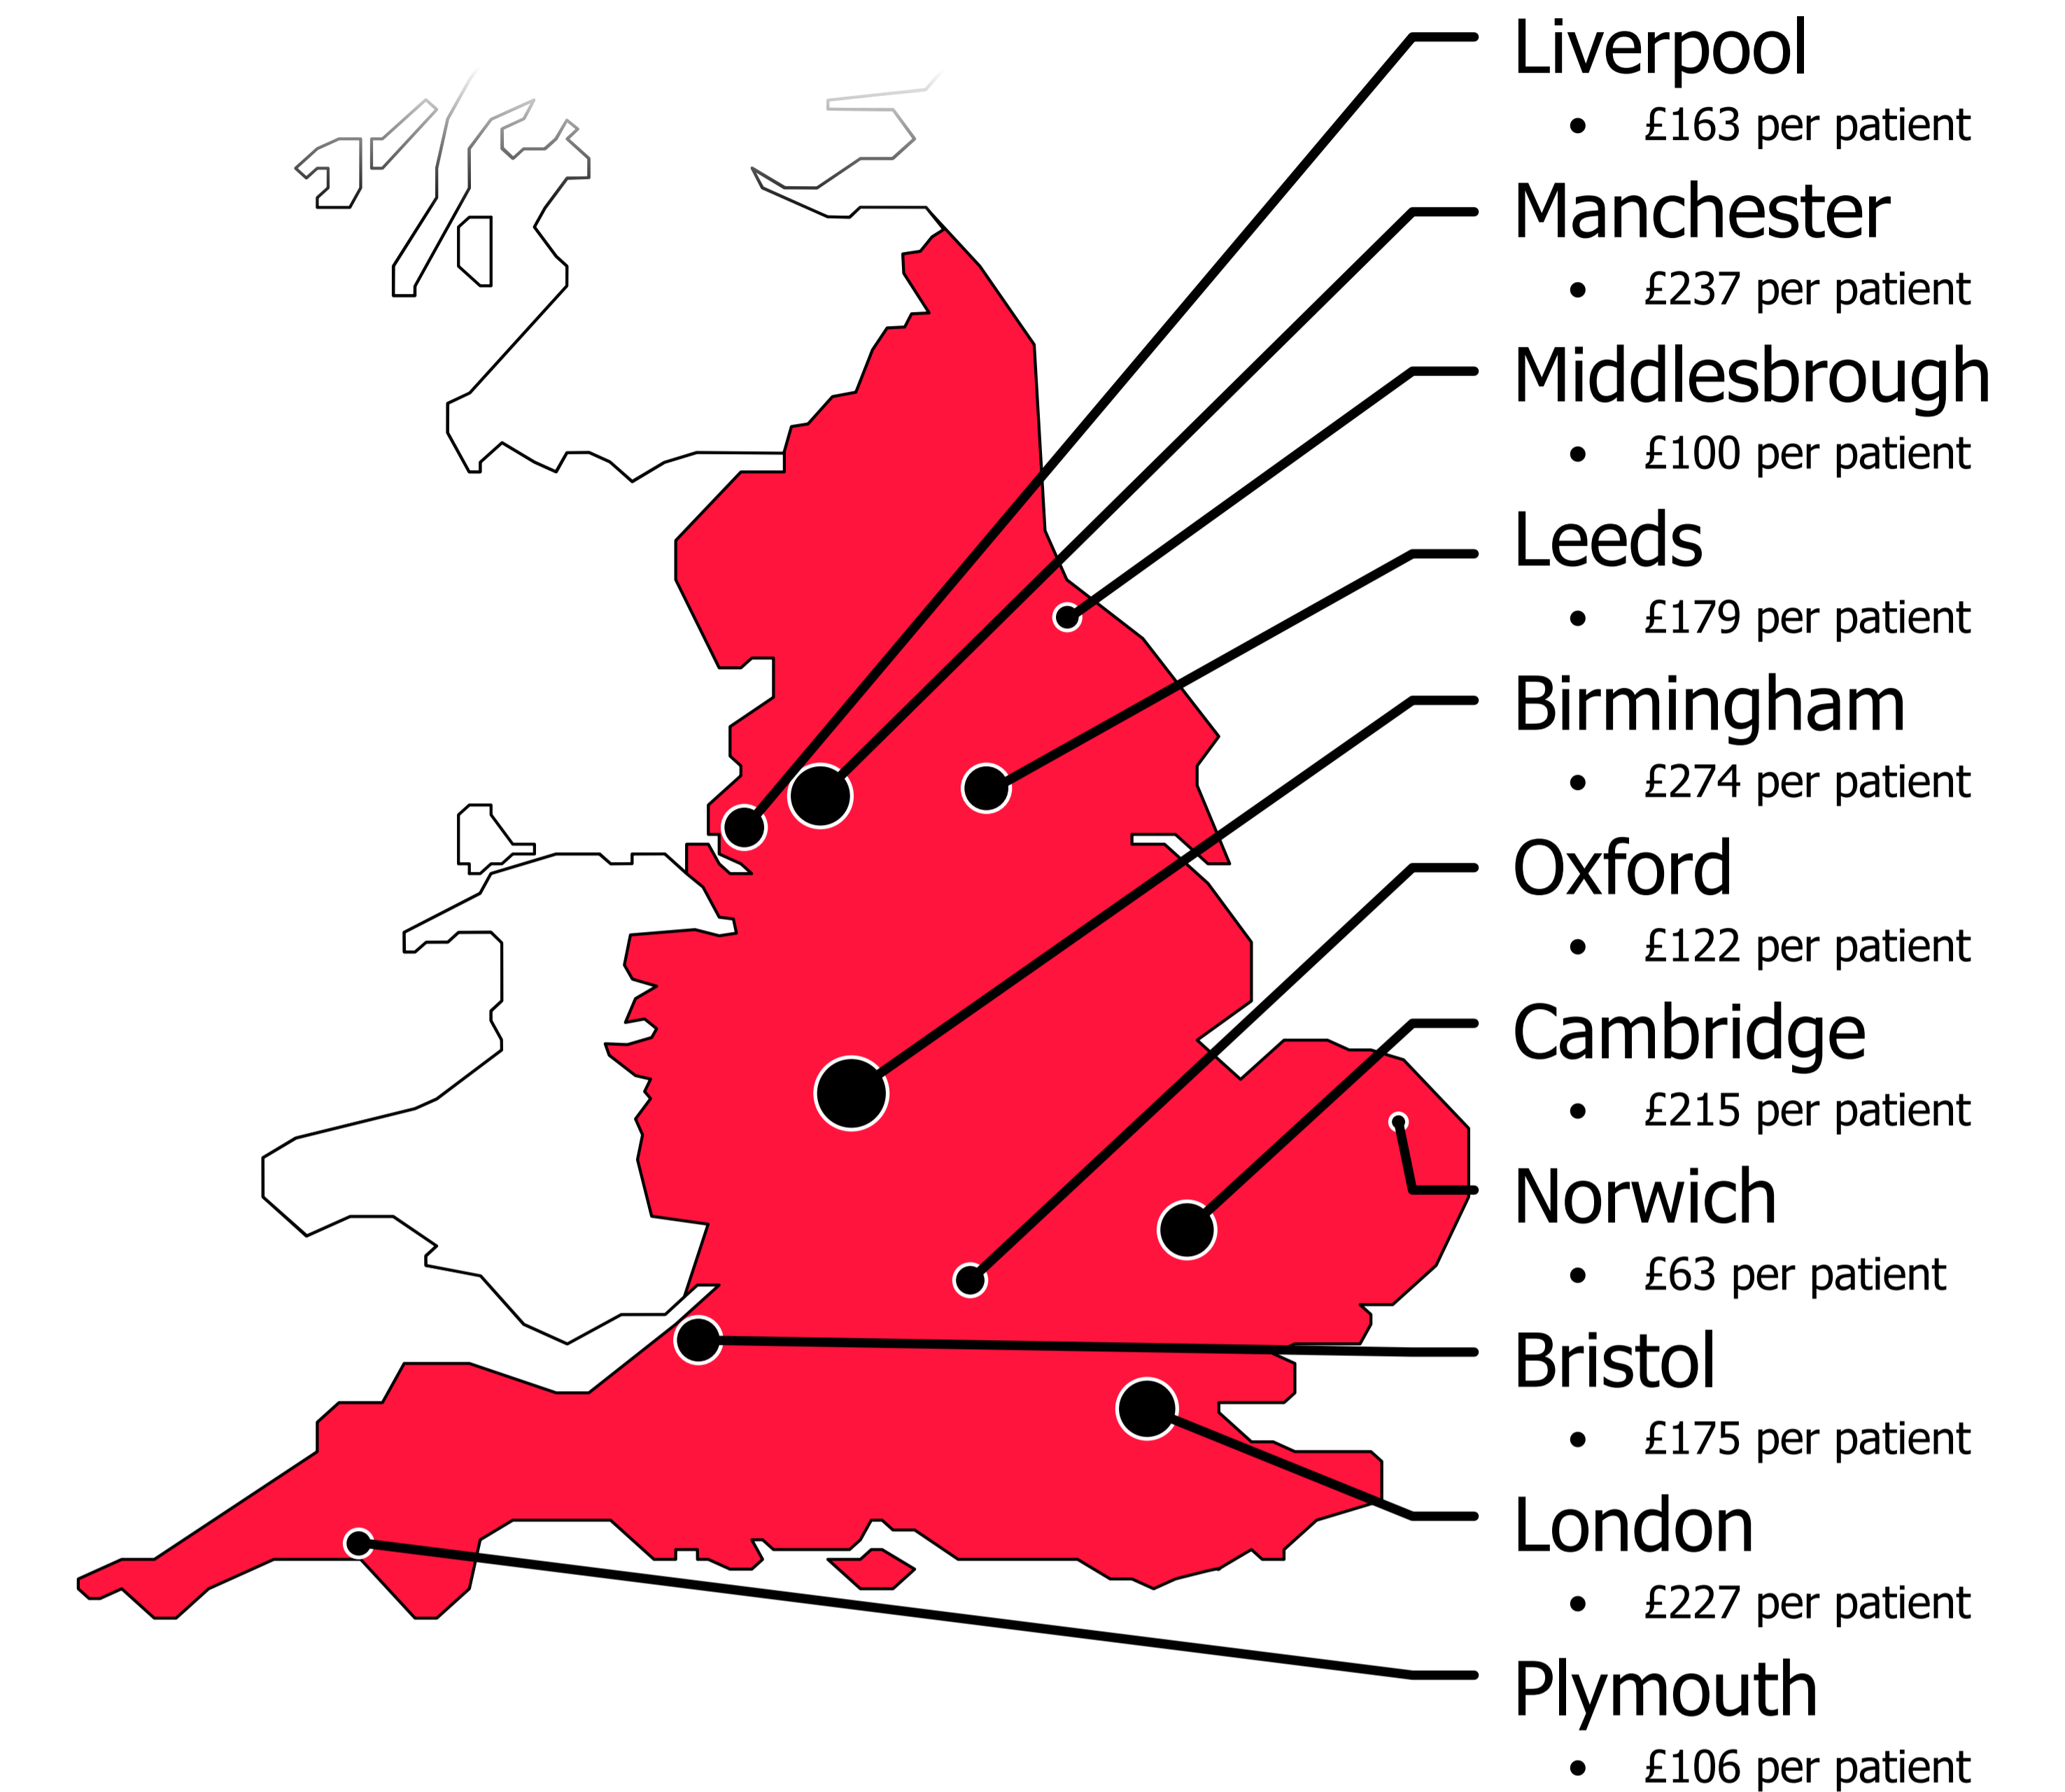 Liverpool
• £163 per patient
Manchester
• £237 per patient
Middlesbrough
• £100 per patient
Leeds
• £179 per patient
Birmingham
• £274 per patient
Oxford
• £122 per patient
Cambridge
• £215 per patient
Norwich
• £63 per patient
Bristol
• £175 per patient
London
• £227 per patient
Plymouth
• £106 per patient